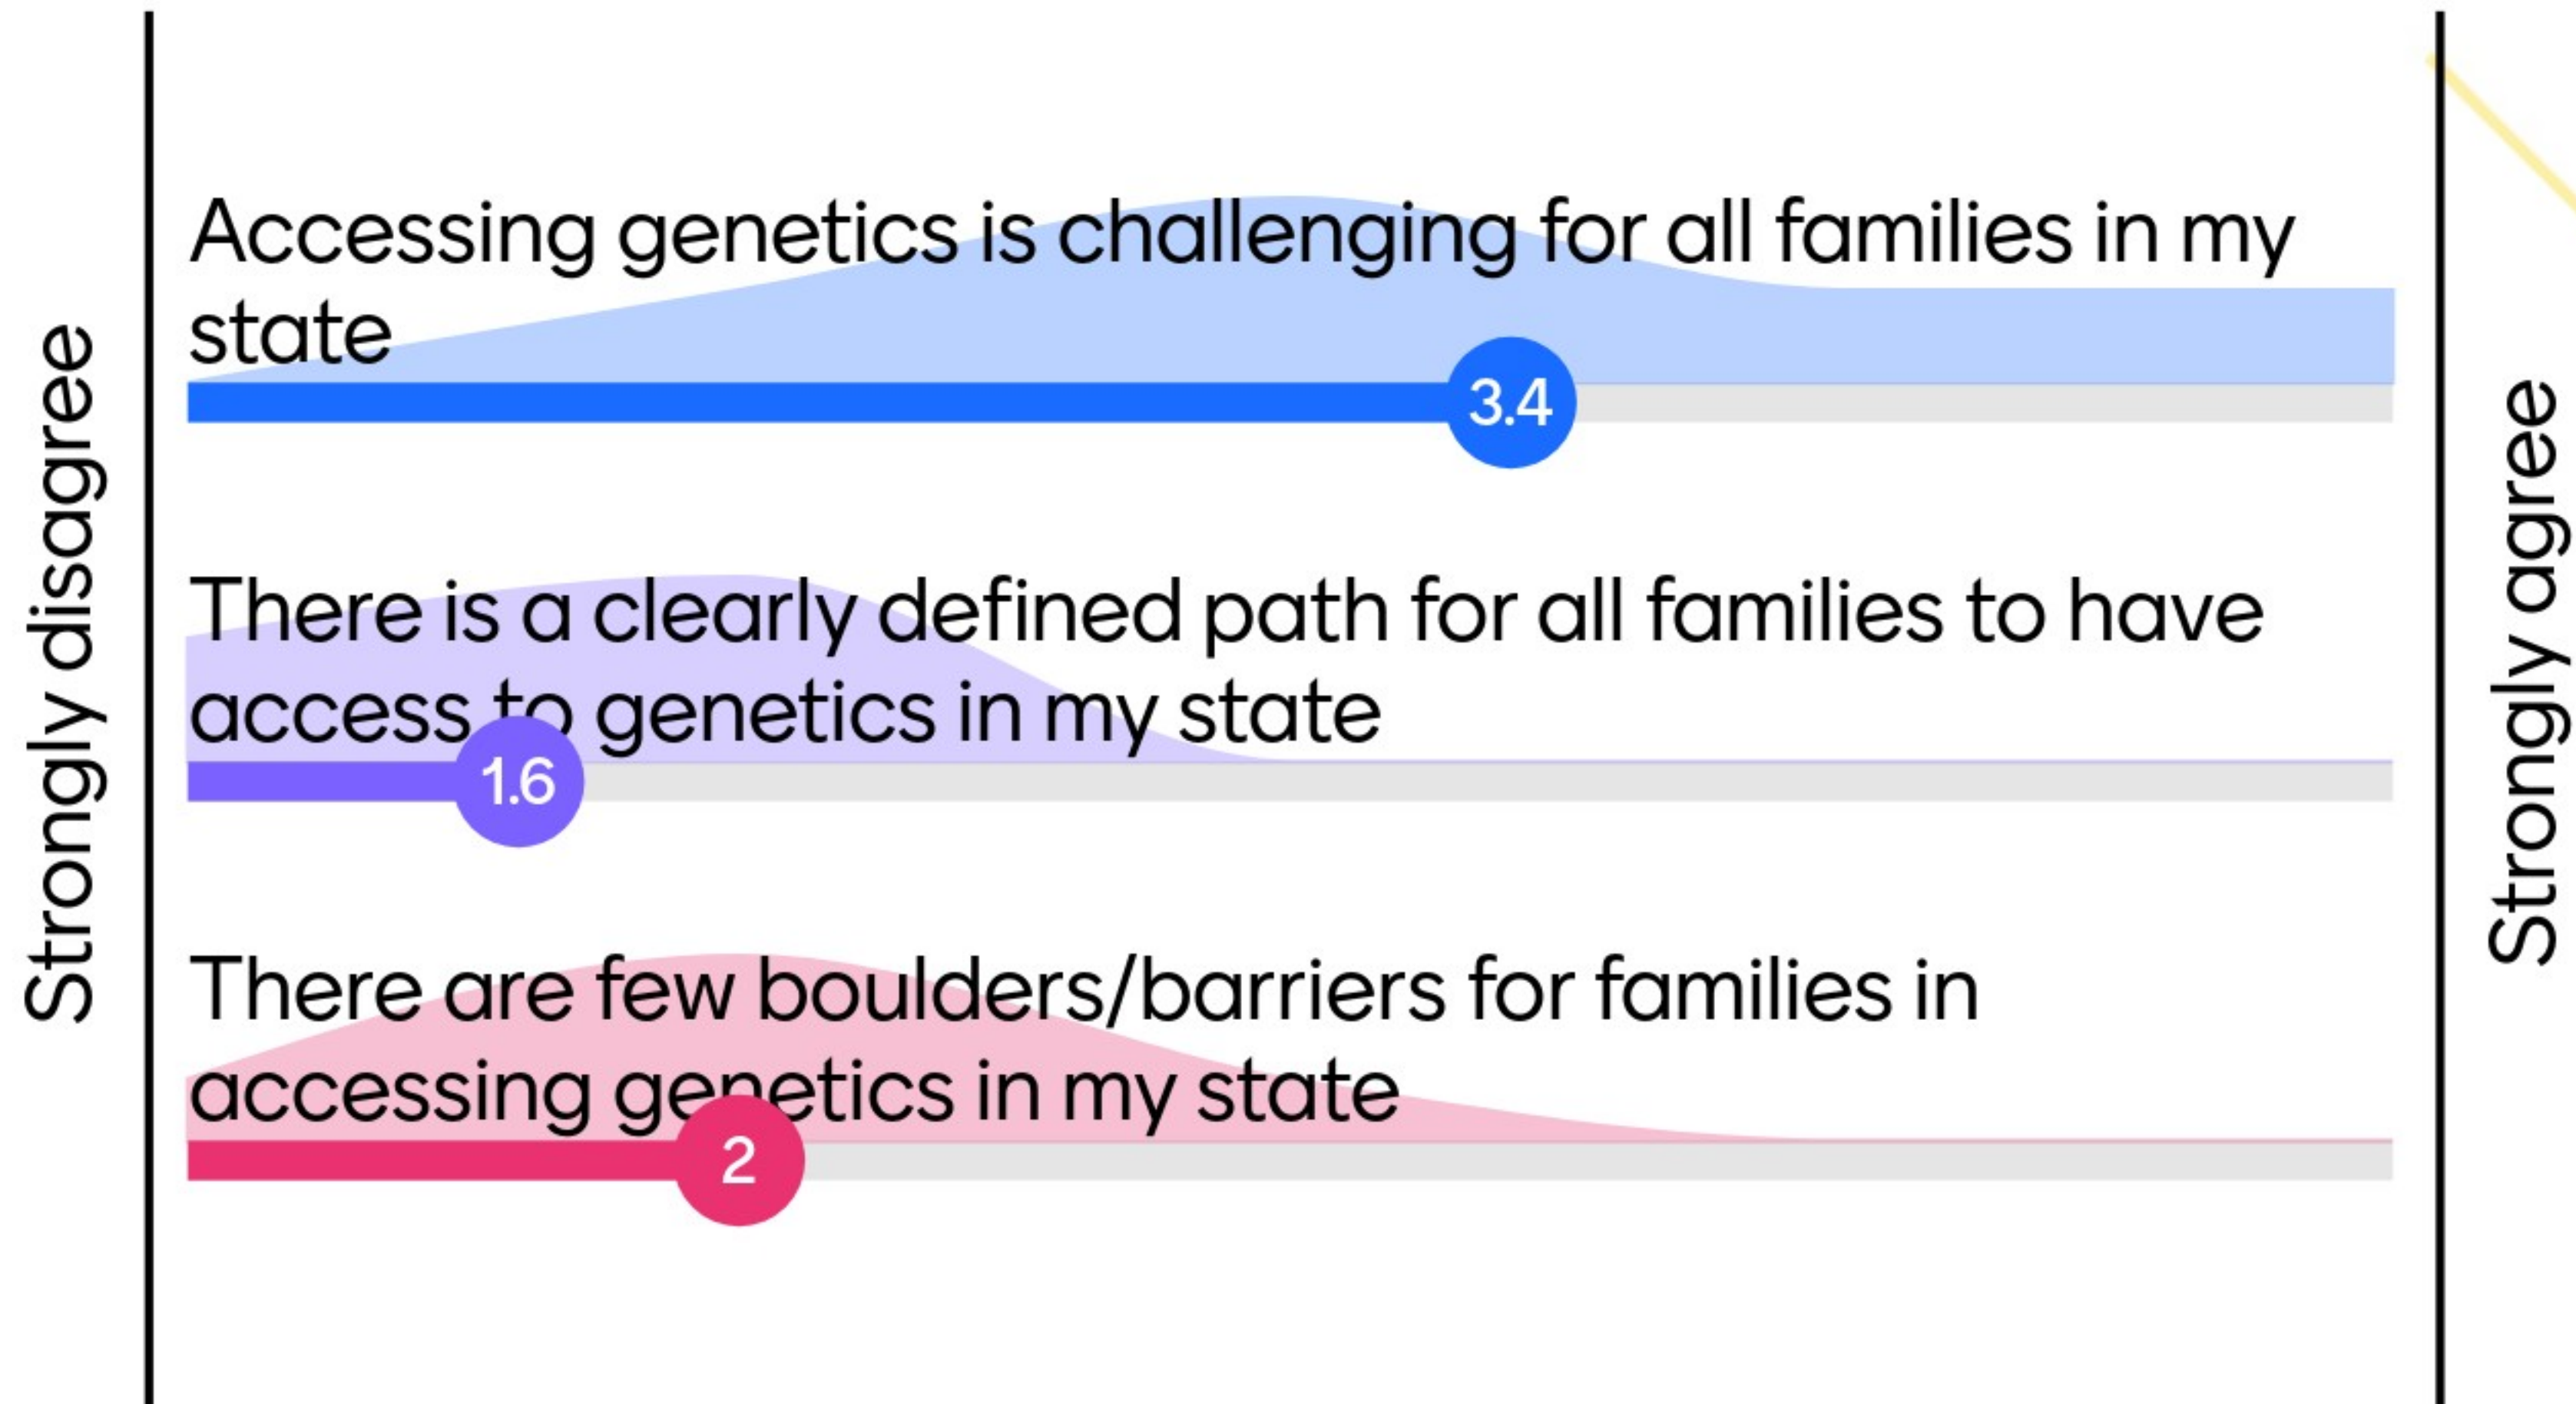 Strongly disagree
Accessing genetics is challenging for all families in my
state
3.4
There is a clearly defined path for all families to have
access to genetics in my state
1.6
There are few boulders/barriers for families in
accessing genetics in my state
2
Strongly agree